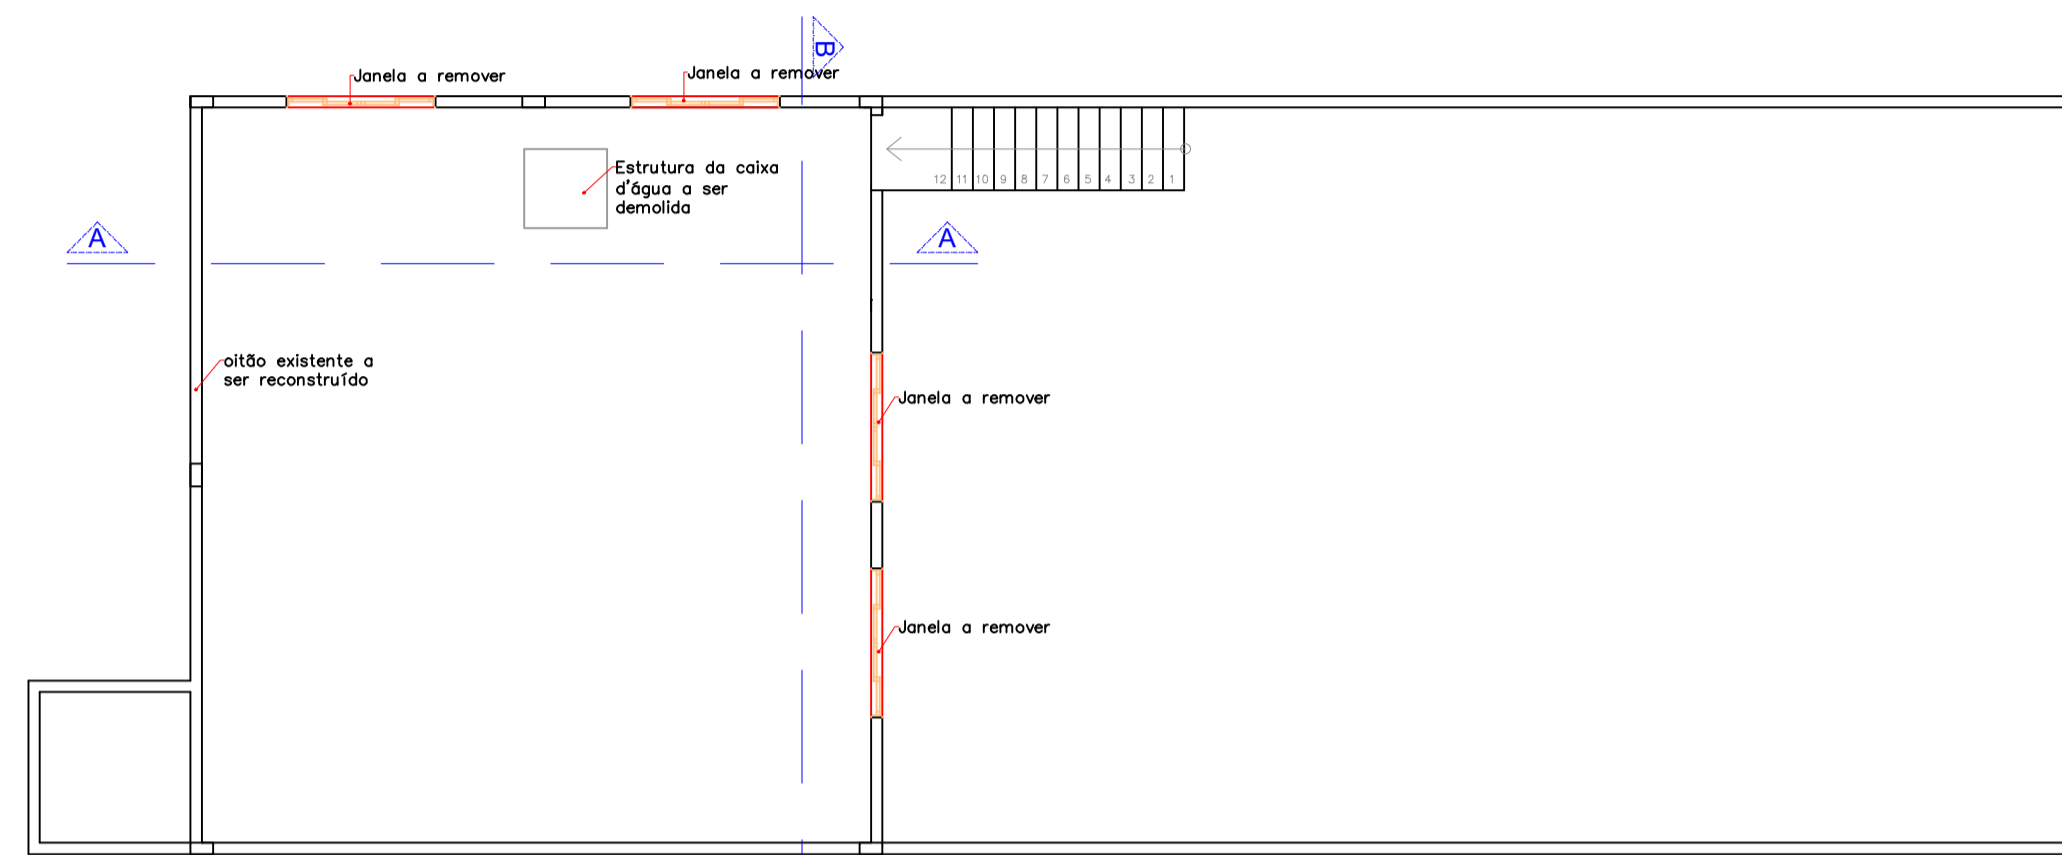 B
Janela a remover
Janela a remover
Estrutura da caixa
d'água a ser
demolida
12 11 10 9 8 7 6 5 4 3 2 1
A
A
oitão existente a
ser reconstruído
Janela a remover
Janela a remover